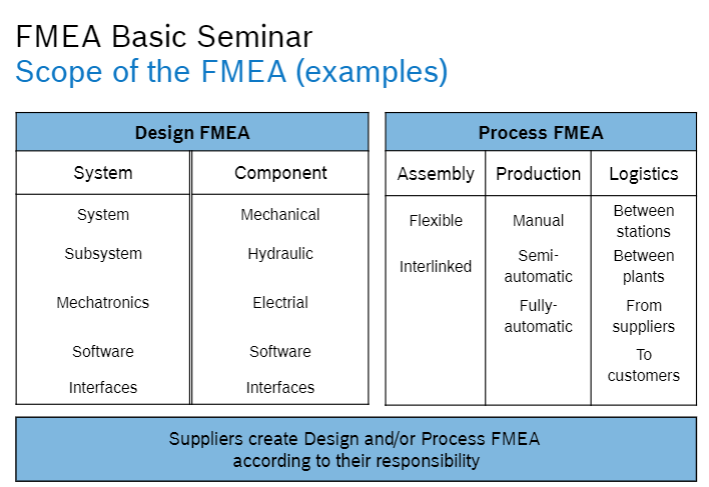 FMEA Basic Seminar
Scope of the FMEA (examples)
Design FMEA
System
Component
System
Mechanical
Subsystem
Hydraulic
Mechatronics
Electrial
Software
Software
Interfaces
Interfaces
Process FMEA
Assembly
Production
Logistics
Flexible
Interlinked
Manual
Semi-
automatic
Fully-
automatic
Between
stations
Between
plants
From
suppliers
To
customers
Suppliers create Design and/or Process FMEA
according to their responsibility